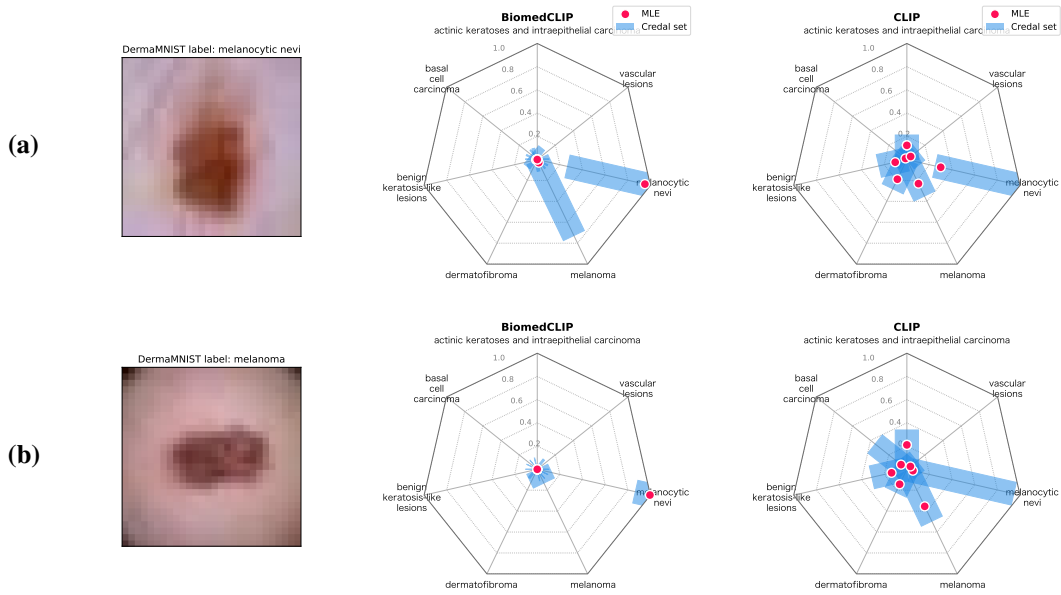 BiomedCLIP
MLE
Credal set
CLIP
MLE
Credal set
DermaMNIST label: melanocytic nevi
actinic keratoses and intraepithelial carcinoma
1.0
0.8
0.6
0.4
0.2
basal
cell
carcinoma
vascular
lesions
benign
keratosis-like
lesions
melanocytic
nevi
dermatofibroma
melanoma
actinic keratoses and intraepithelial carcinoma
1.0
0.8
0.6
0.4
0.2
basal
cell
carcinoma
vascular
lesions
benign
keratosis-like
lesions
melanocytic
nevi
dermatofibroma
melanoma
(a)
BiomedCLIP
CLIP
DermaMNIST label: melanoma
actinic keratoses and intraepithelial carcinoma
1.0
0.8
0.6
0.4
0.2
basal
cell
carcinoma
vascular
lesions
benign
keratosis-like
lesions
melanocytic
nevi
dermatofibroma
melanoma
actinic keratoses and intraepithelial carcinoma
1.0
0.8
0.6
0.4
0.2
basal
cell
carcinoma
vascular
lesions
benign
keratosis-like
lesions
melanocytic
nevi
dermatofibroma
melanoma
(b)